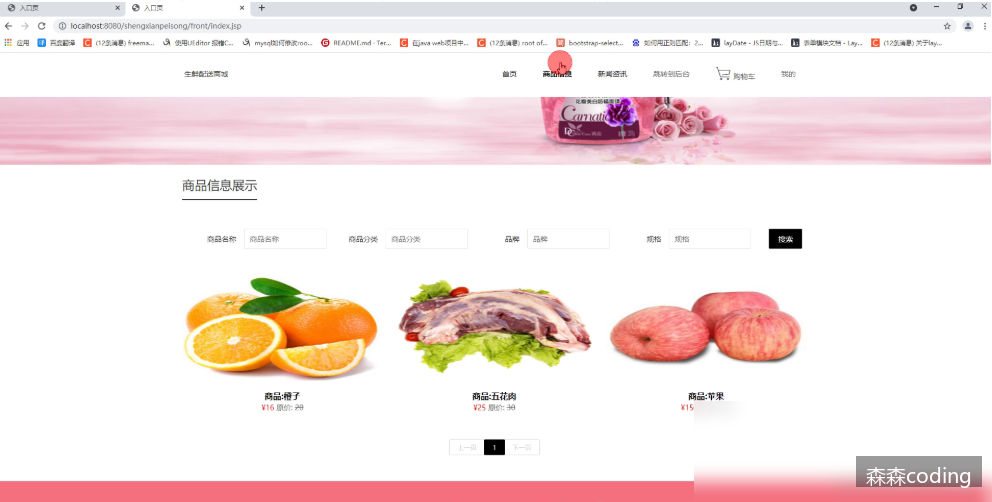 入口页 入口页
localhost:8080/shengxianpeisong/front/index.jsp
应用 百度翻译 (12条消息) freema... 使用UEditor 报错C... mysql如何修改roo... README.md · Ter... 在java web项目中... (12条消息) root of... bootstrap-select... 如何用正则匹配：2... layDate - JS日期与... 表单模块文档 - Lay... (12条消息) 关于lay...
生鲜配送商城 首页 商品信息 新闻资讯 跳转到后台 购物车 我的
Carnation
商品信息展示
商品名称 商品名称 商品分类 商品分类 品牌 品牌 规格 规格 搜索
商品:橙子 商品:五花肉 商品:苹果
¥16 原价: 20 ¥25 原价: 30 ¥15
上一页 1 下一页
森森coding